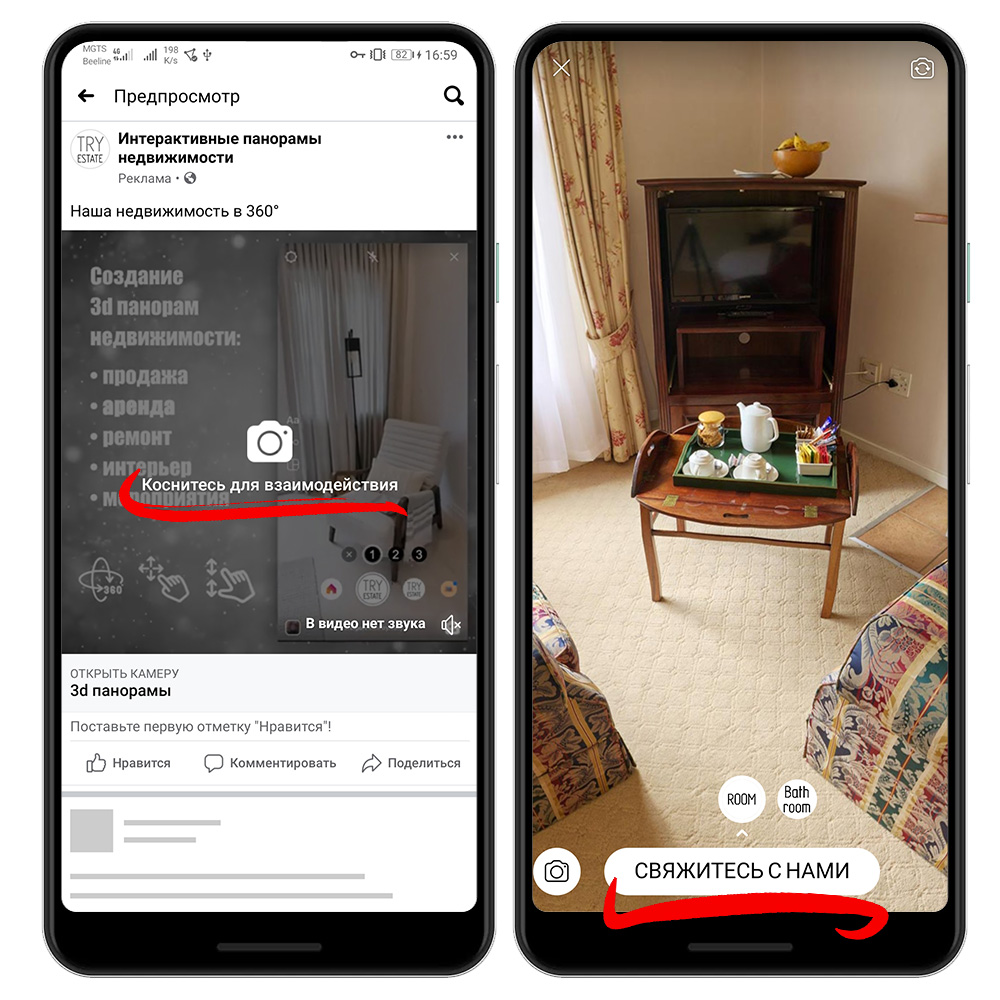 MGTS
Beeline
4G
198
K/s
82
16:59
Предпросмотр
TRY
ESTATE
Интерактивные панорамы
недвижимости
Реклама •
•••
Наша недвижимость в 360°
Создание
3d панорам
недвижимости:
• продажа
• аренда
• ремонт
• интерьер
• мероприятия
Aa
Коснитесь для взаимодействия
360
1 2 3
TRY
ESTATE
TRY
ESTATE
В видео нет звука
ОТКРЫТЬ КАМЕРУ
3d панорамы
Поставьте первую отметку "Нравится"!
Нравится
Комментировать
Поделиться
ROOM
Bath
room
СВЯЖИТЕСЬ С НАМИ